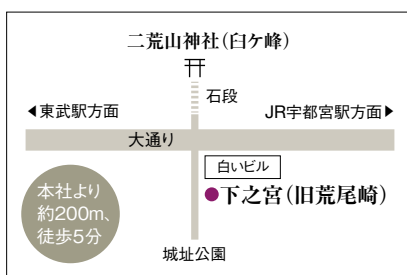 二荒山神社(臼ケ峰)
石段
◀東武駅方面
JR宇都宮駅方面▶
大通り
白いビル
●下之宮(旧荒尾崎)
本社より
約200m、
徒歩5分
城址公園